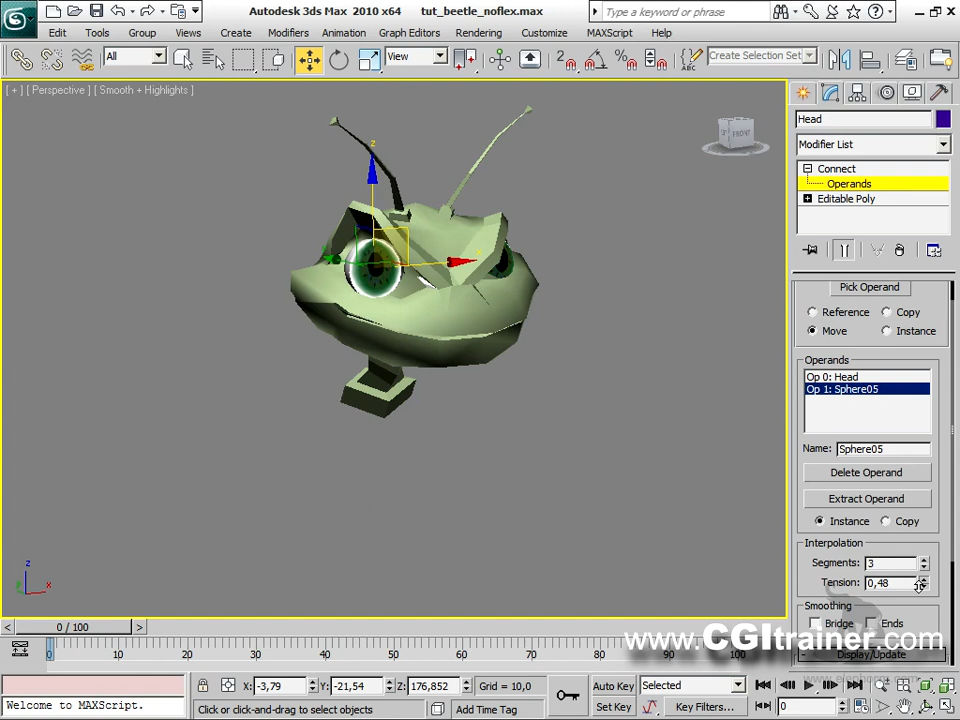 Autodesk 3ds Max 2010 x64 tut_beetle_noflex.max
Type a keyword or phrase
Edit Tools Group Views Create Modifiers Animation Graph Editors Rendering Customize MAXScript Help
All
View
Create Selection Set
[ + ] [ Perspective ] [ Smooth + Highlights ]
FRONT
Head
Modifier List
Connect
Operands
Editable Poly
Pick Operand
Reference Copy
Move Instance
Operands
Op 0: Head
Op 1: Sphere05
Name: Sphere05
Delete Operand
Extract Operand
Instance Copy
Interpolation
Segments: 3
Tension: 0,48
Smoothing
Bridge Ends
Display/Update
www.CGItrainer.com
z
x
z
x
y
0 / 100
0 10 20 30 40 50 60 70 80 90 100
X: -3,79 Y: -21,54 Z: 176,852 Grid = 10,0
Auto Key Selected
Welcome to MAXScript.
Click or click-and-drag to select objects
Add Time Tag
Set Key Key Filters...
0